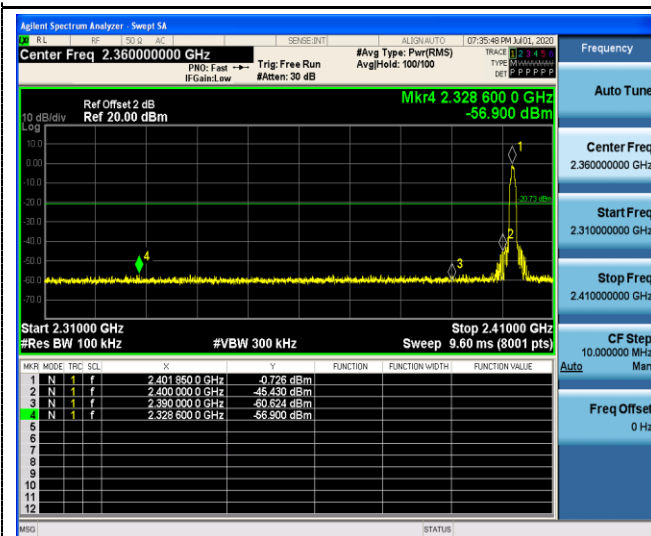 Agilent Spectrum Analyzer - Swept SA
RL RF 50 Ω AC SENSE:INT ALIGNAUTO 07:35:48 PM Jul 01, 2020
Center Freq 2.360000000 GHz
PNO: Fast
IFGain:Low
Trig: Free Run
#Atten: 30 dB
#Avg Type: Pwr(RMS)
Avg|Hold: 100/100
TRACE 1 2 3 4 5 6
TYPE M
DET P P P P P P
Ref Offset 2 dB
Ref 20.00 dBm
10 dB/div
Log
Mkr4 2.328 600 0 GHz
-56.900 dBm
10.0
0.00
-10.0
-20.0
-30.0
-40.0
-50.0
-60.0
-70.0
1
-20.73 dBm
2
3
4
Start 2.31000 GHz
Stop 2.41000 GHz
#Res BW 100 kHz
#VBW 300 kHz
Sweep 9.60 ms (8001 pts)
MKR MODE TRC SCL X Y FUNCTION FUNCTION WIDTH FUNCTION VALUE
1 N 1 f 2.401 850 0 GHz -0.726 dBm
2 N 1 f 2.400 000 0 GHz -45.430 dBm
3 N 1 f 2.390 000 0 GHz -60.624 dBm
4 N 1 f 2.328 600 0 GHz -56.900 dBm
5
6
7
8
9
10
11
12
MSG STATUS
Frequency
Auto Tune
Center Freq
2.360000000 GHz
Start Freq
2.310000000 GHz
Stop Freq
2.410000000 GHz
CF Step
10.000000 MHz
Auto Man
Freq Offset
0 Hz